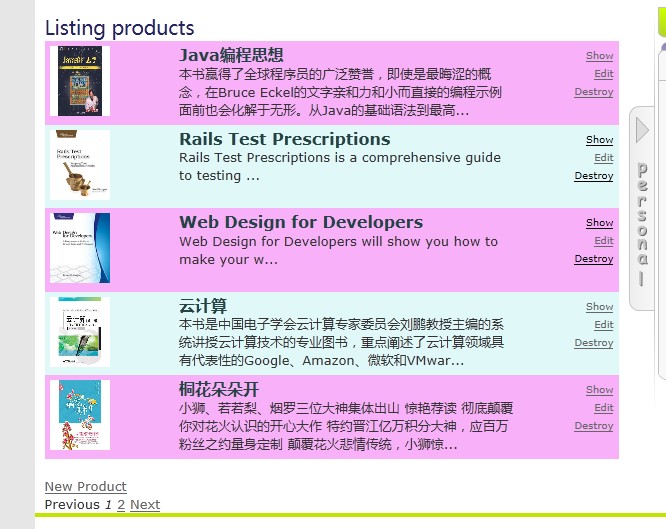 Listing products
Java编程思想
Show
本书赢得了全球程序员的广泛赞誉，即使是最晦涩的概
Edit
念，在Bruce Eckel的文字亲和力和小而直接的编程示例
Destroy
面前也会化解于无形。从Java的基础语法到最高...
Rails Test Prescriptions
Show
Rails Test Prescriptions is a comprehensive guide
Edit
to testing ...
Destroy
Web Design for Developers
Show
Web Design for Developers will show you how to
Edit
make your w...
Destroy
云计算
Show
本书是中国电子学会云计算专家委员会刘鹏教授主编的系
Edit
统讲授云计算技术的专业图书，重点阐述了云计算领域具
Destroy
有代表性的Google、Amazon、微软和VMwar...
桐花朵朵开
Show
小狮、若若梨、烟罗三位大神集体出山 惊艳荐读 彻底颠覆
Edit
你对花火认识的开心大作 特约晋江亿万积分大神，应百万
Destroy
粉丝之约量身定制 颠覆花火悲情传统，小狮惊...
New Product
Previous 1 2 Next
personal